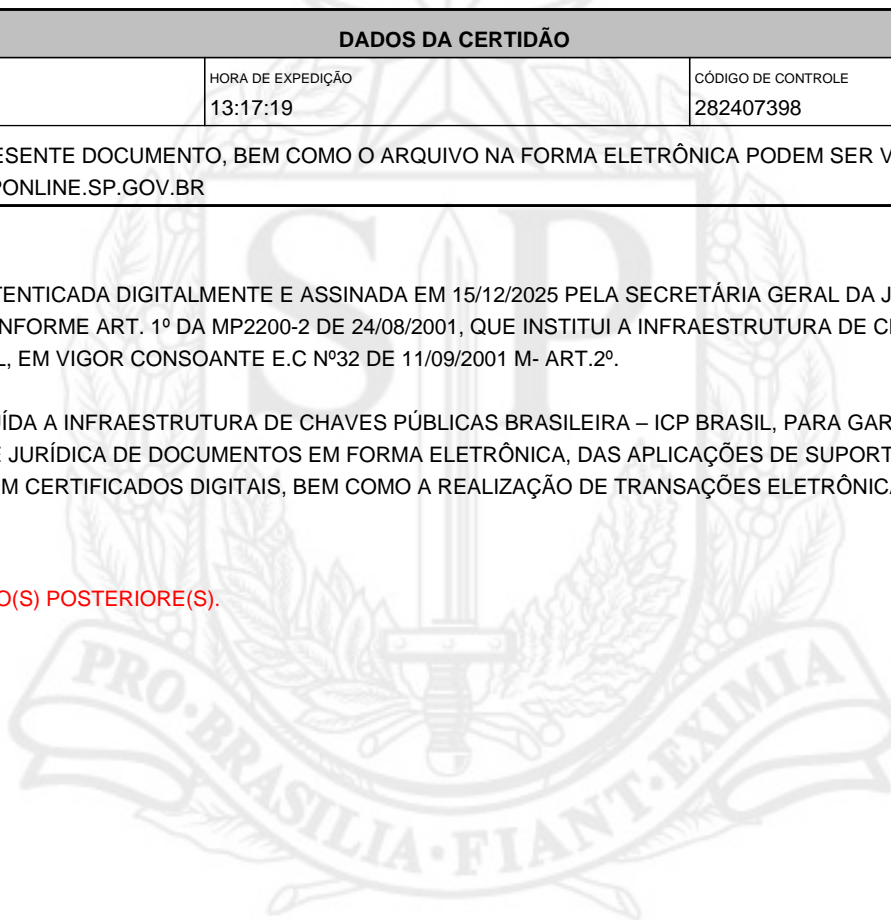 DADOS DA CERTIDÃO
HORA DE EXPEDIÇÃO
CÓDIGO DE CONTROLE
13:17:19
282407398
ESENTE DOCUMENTO, BEM COMO O ARQUIVO NA FORMA ELETRÔNICA PODEM SER V
PONLINE.SP.GOV.BR
TENTICADA DIGITALMENTE E ASSINADA EM 15/12/2025 PELA SECRETÁRIA GERAL DA J
NFORME ART. 1º DA MP2200-2 DE 24/08/2001, QUE INSTITUI A INFRAESTRUTURA DE C
L, EM VIGOR CONSOANTE E.C Nº32 DE 11/09/2001 M- ART.2º.
ÍDA A INFRAESTRUTURA DE CHAVES PÚBLICAS BRASILEIRA – ICP BRASIL, PARA GAR
E JURÍDICA DE DOCUMENTOS EM FORMA ELETRÔNICA, DAS APLICAÇÕES DE SUPORT
M CERTIFICADOS DIGITAIS, BEM COMO A REALIZAÇÃO DE TRANSAÇÕES ELETRÔNICA
O(S) POSTERIORE(S).
SP
PRO·BRASILIA·FIANT·EXIMIA